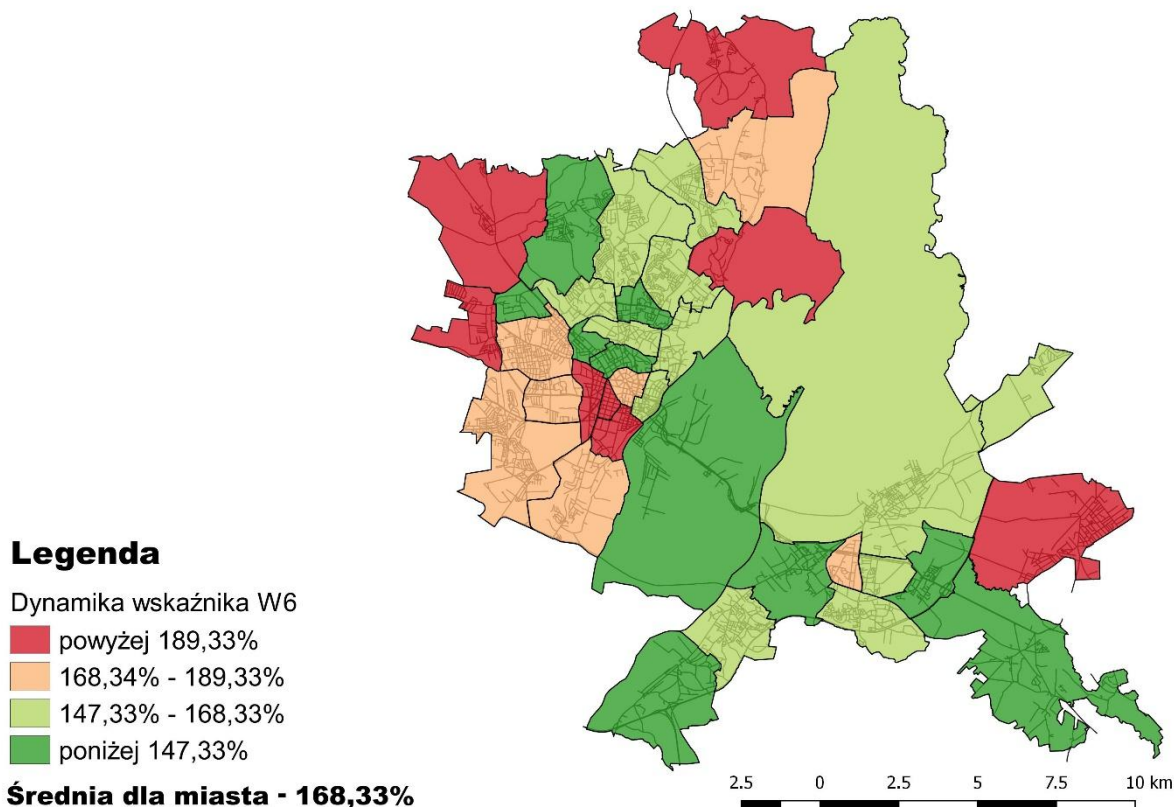 Legenda
Dynamika wskaźnika W6
powyżej 189,33%
168,34% - 189,33%
147,33% - 168,33%
poniżej 147,33%
Średnia dla miasta - 168,33%
2.5 0 2.5 5 7.5 10 km